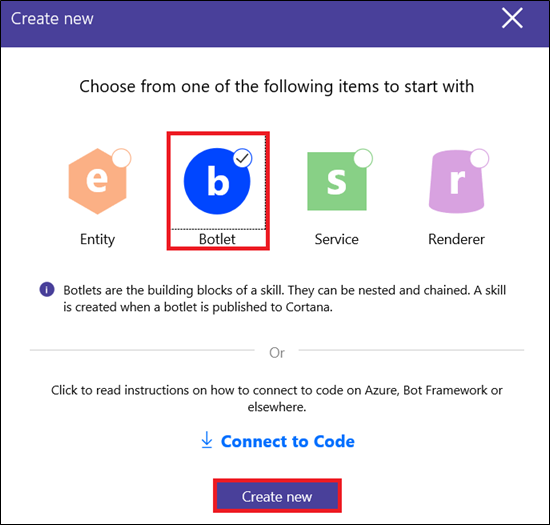 Create new
Choose from one of the following items to start with
e b s r
Entity Botlet Service Renderer
Botlets are the building blocks of a skill. They can be nested and chained. A skill
is created when a botlet is published to Cortana.
Or
Click to read instructions on how to connect to code on Azure, Bot Framework or
elsewhere.
Connect to Code
Create new